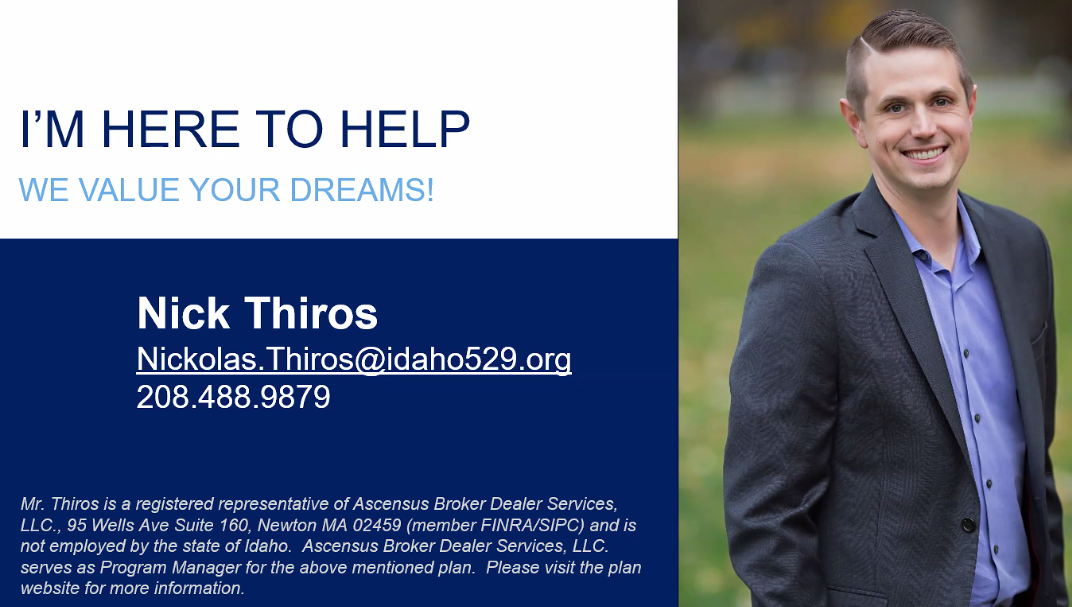 I'M HERE TO HELP
WE VALUE YOUR DREAMS!
Nick Thiros
Nickolas.Thiros@idaho529.org
208.488.9879
Mr. Thiros is a registered representative of Ascensus Broker Dealer Services,
LLC., 95 Wells Ave Suite 160, Newton MA 02459 (member FINRA/SIPC) and is
not employed by the state of Idaho.  Ascensus Broker Dealer Services, LLC.
serves as Program Manager for the above mentioned plan.  Please visit the plan
website for more information.